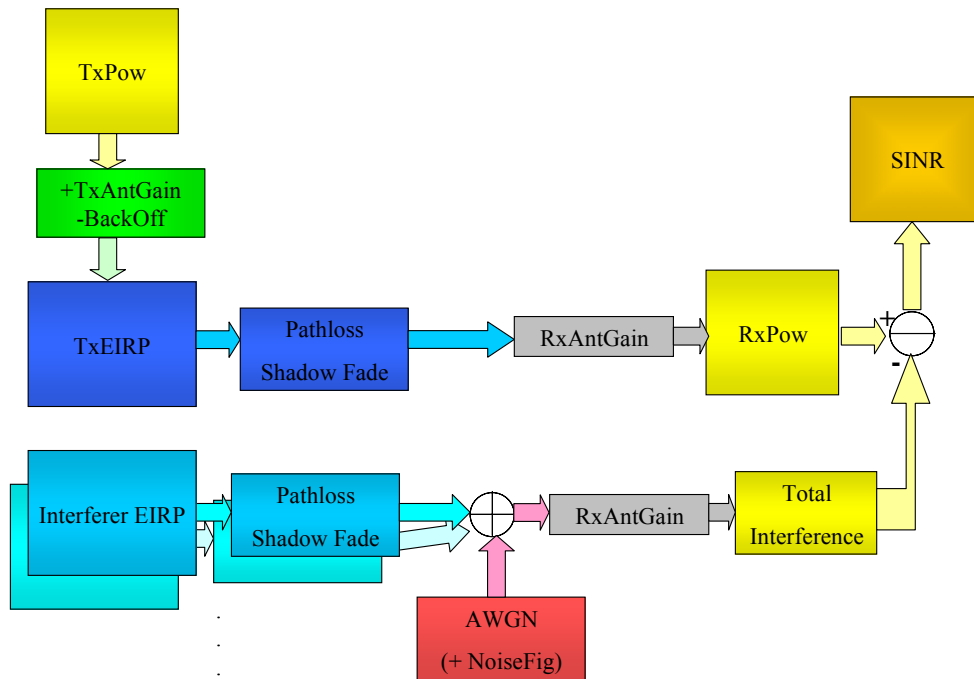 TxPow
+TxAntGain
-BackOff
SINR
TxEIRP
Pathloss
Shadow Fade
RxAntGain
RxPow
+
-
Interferer EIRP
Pathloss
Shadow Fade
RxAntGain
Total
Interference
AWGN
(+ NoiseFig)